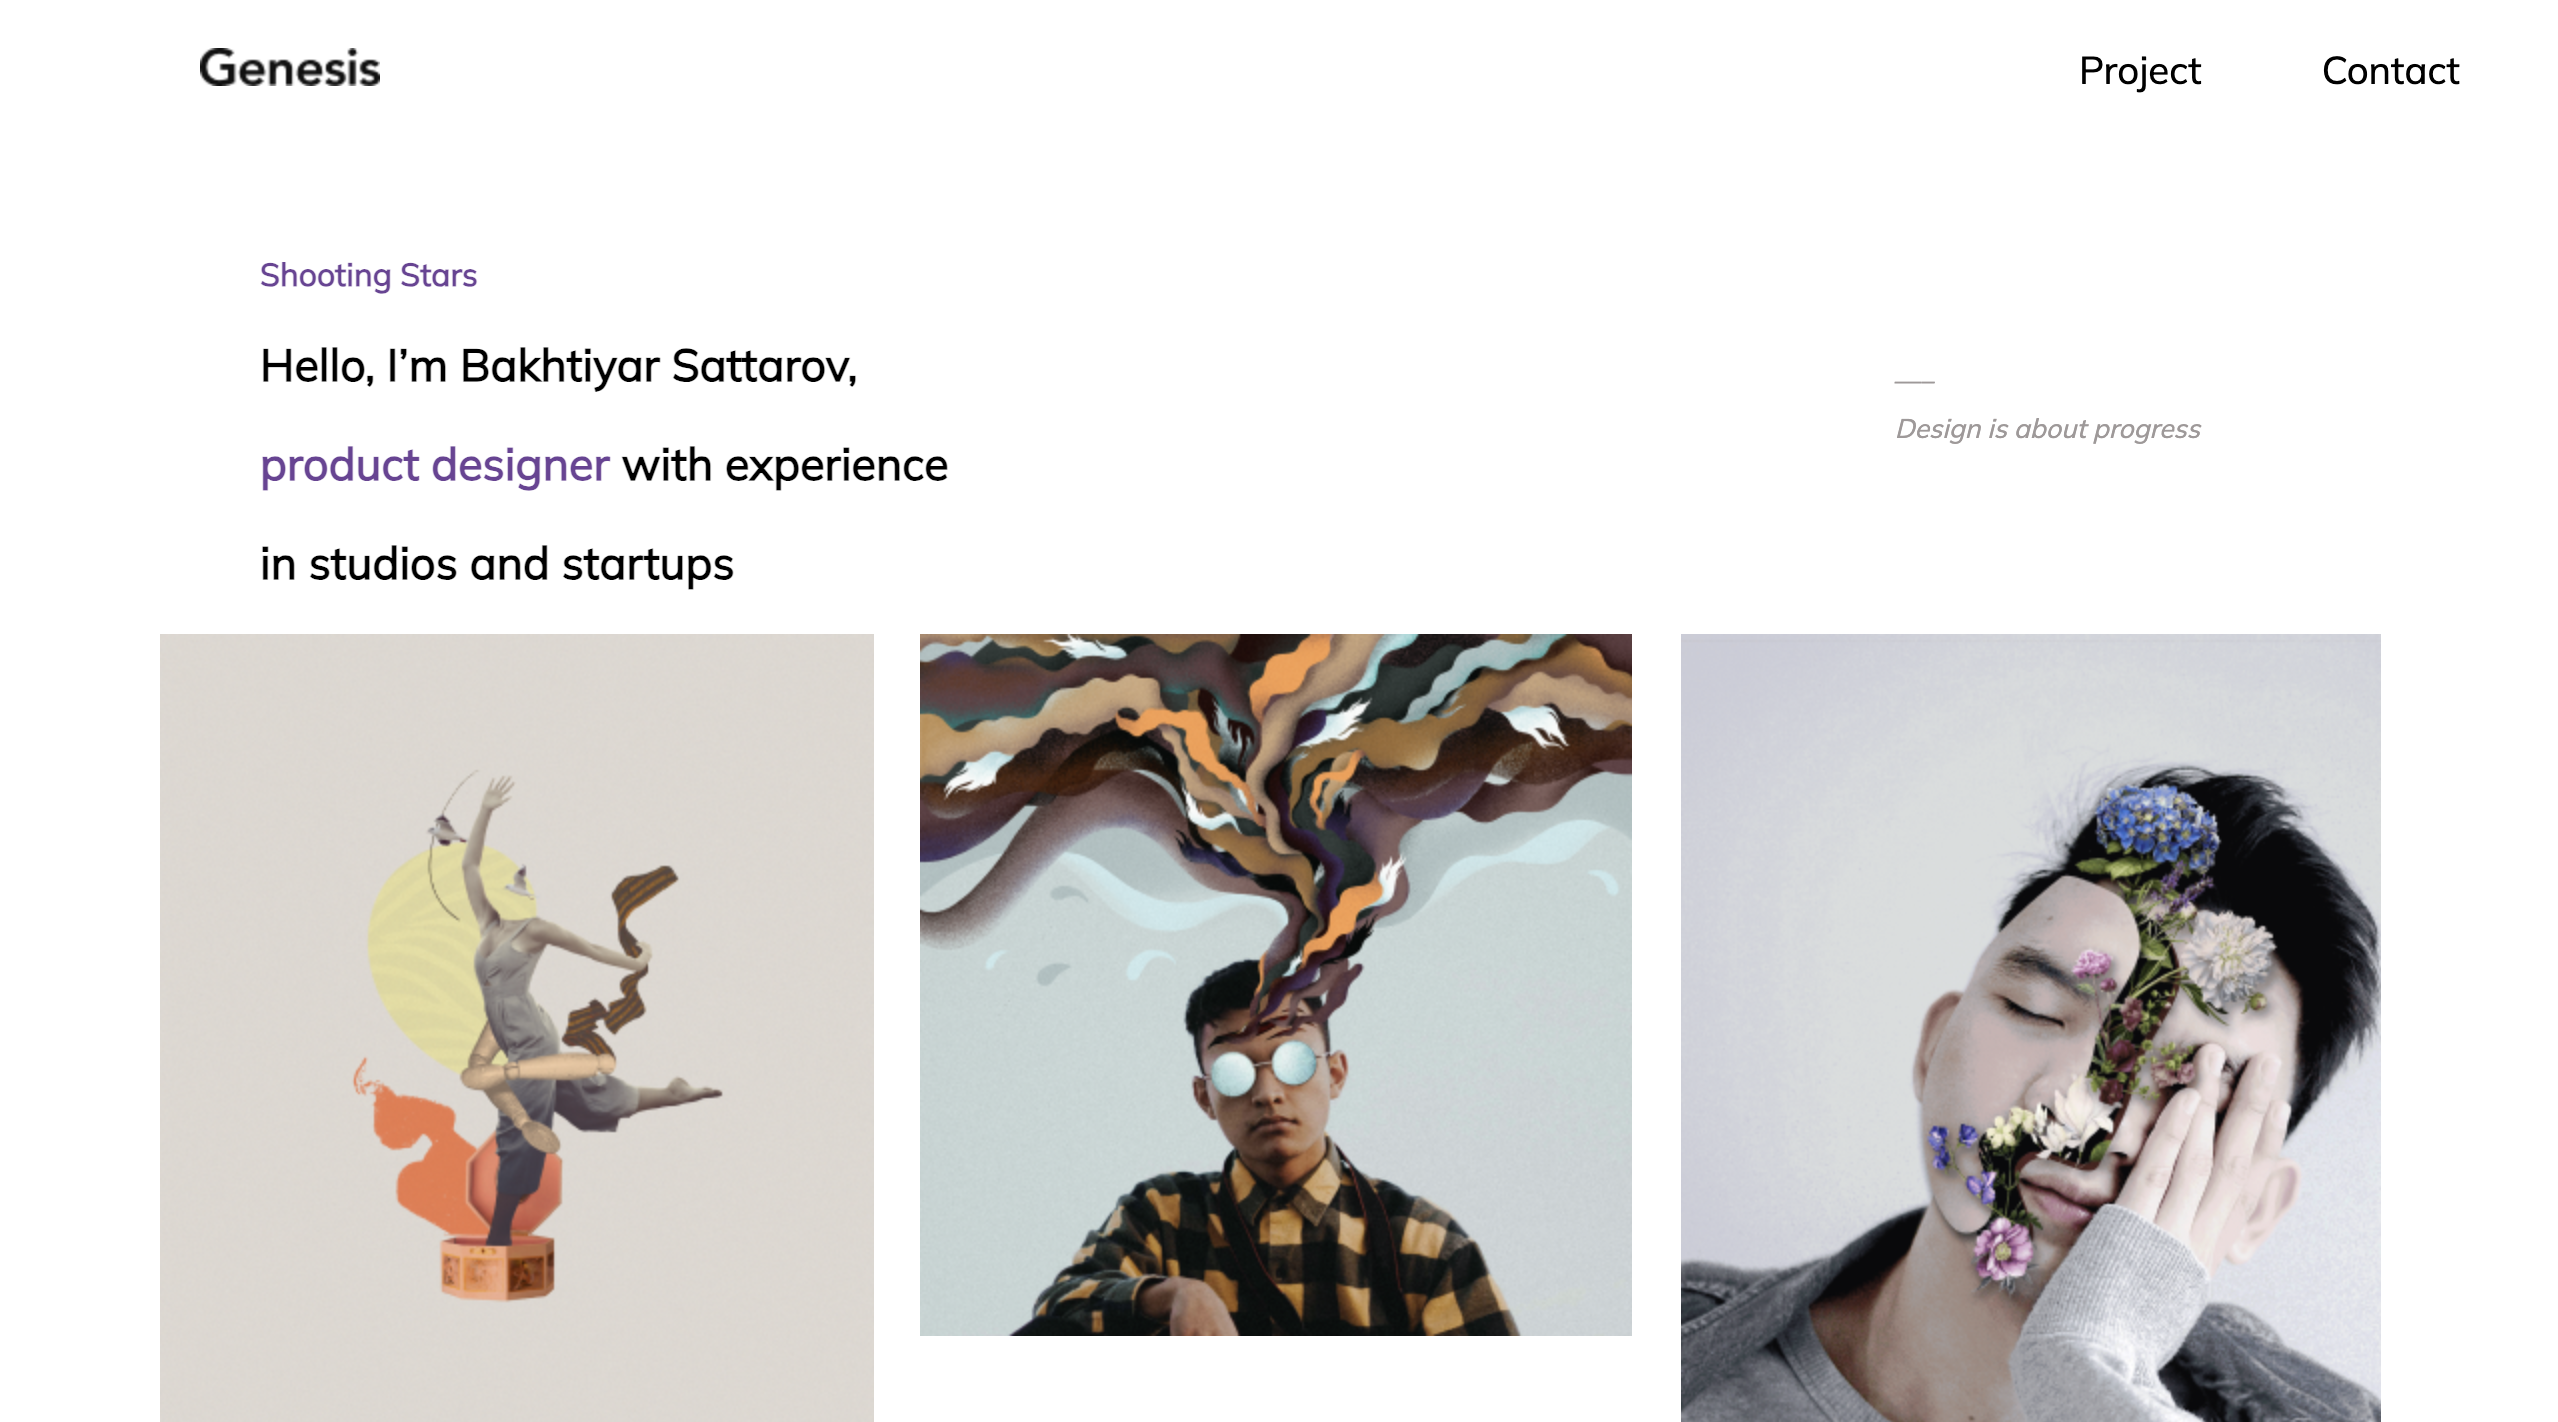 Genesis
Project
Contact
Shooting Stars
Hello, I’m Bakhtiyar Sattarov,
product designer with experience
in studios and startups
Design is about progress